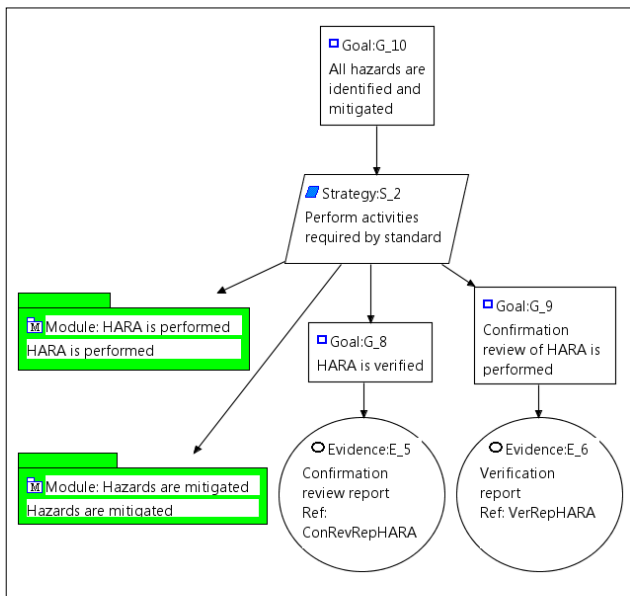 Goal:G_10
All hazards are
identified and
mitigated
Strategy:S_2
Perform activities
required by standard
M Module: HARA is performed
HARA is performed
Goal:G_8
HARA is verified
Goal:G_9
Confirmation
review of HARA is
performed
M Module: Hazards are mitigated
Hazards are mitigated
Evidence:E_5
Confirmation
review report
Ref:
ConRevRepHARA
Evidence:E_6
Verification
report
Ref: VerRepHARA